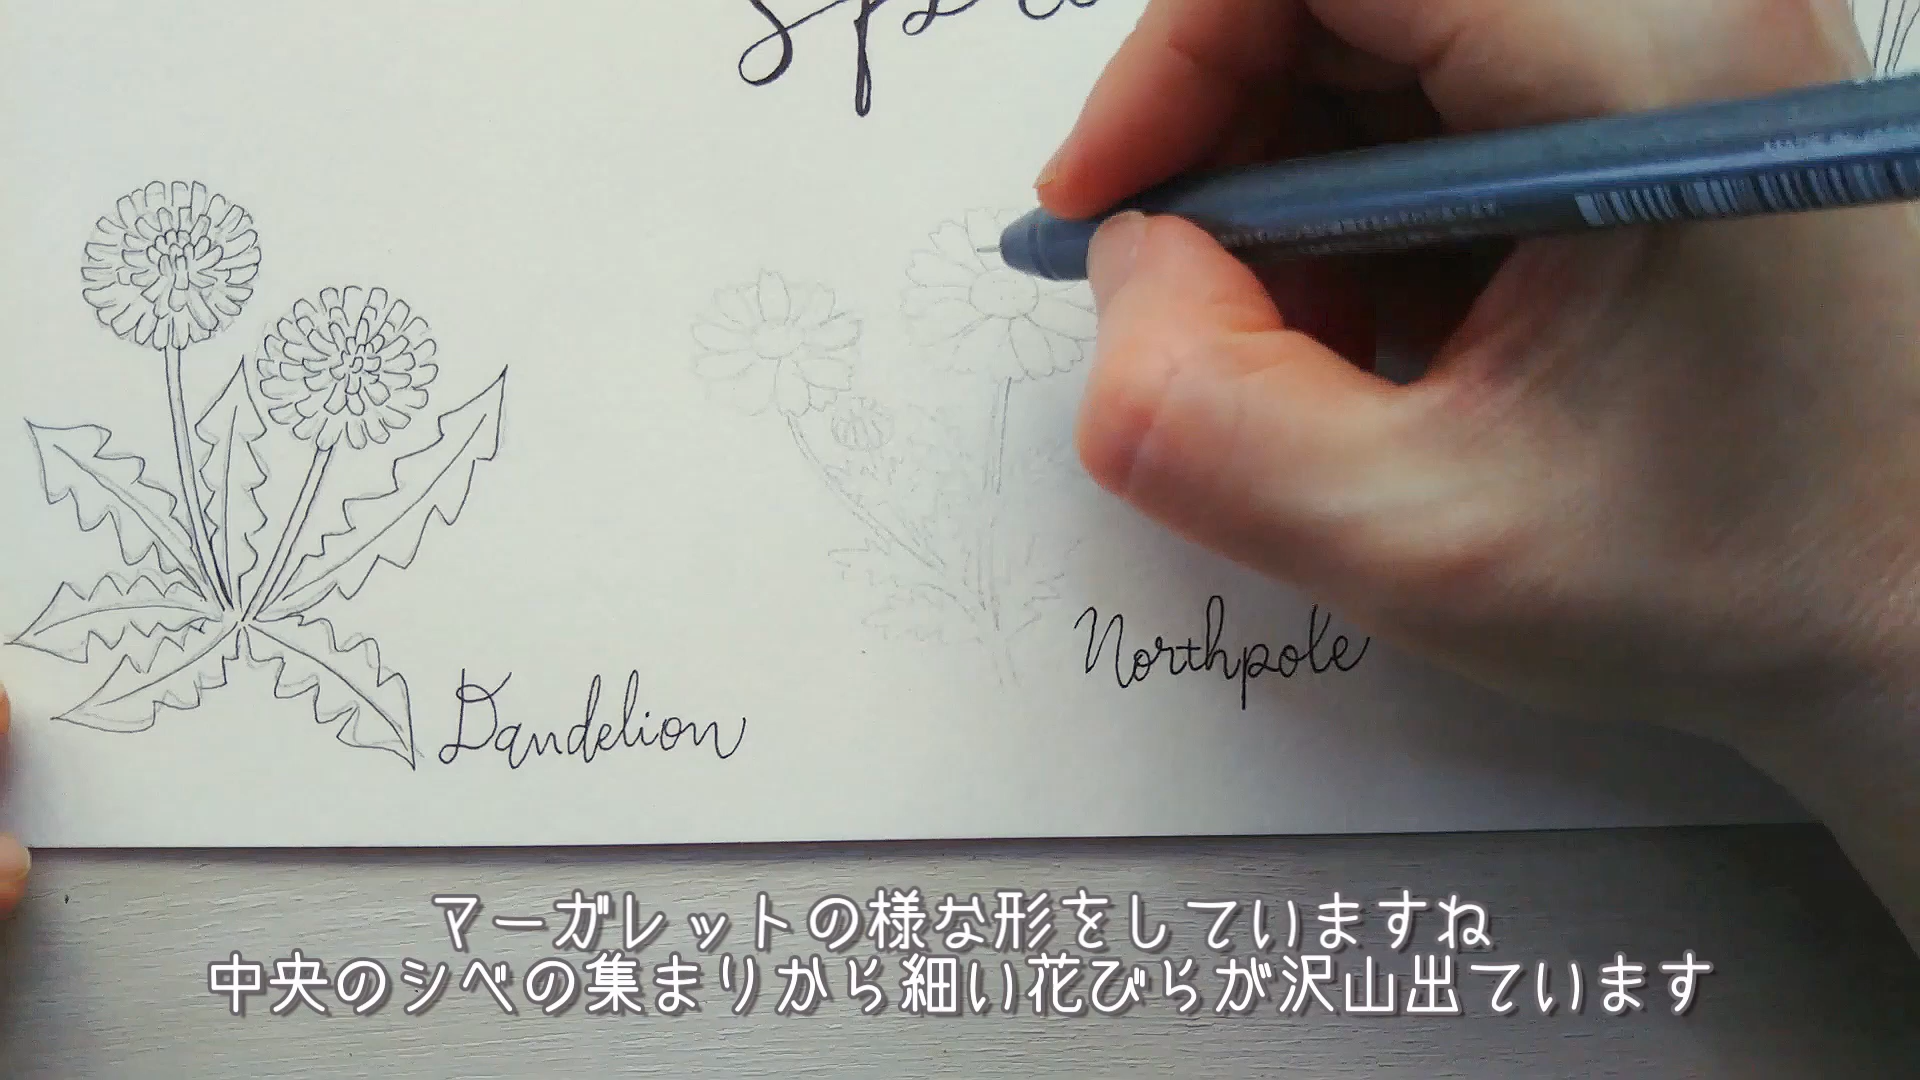 Dandelion
Northpole
マーガレットの様な形をしていますね
中央のシベの集まりから細い花びらが沢山出ています